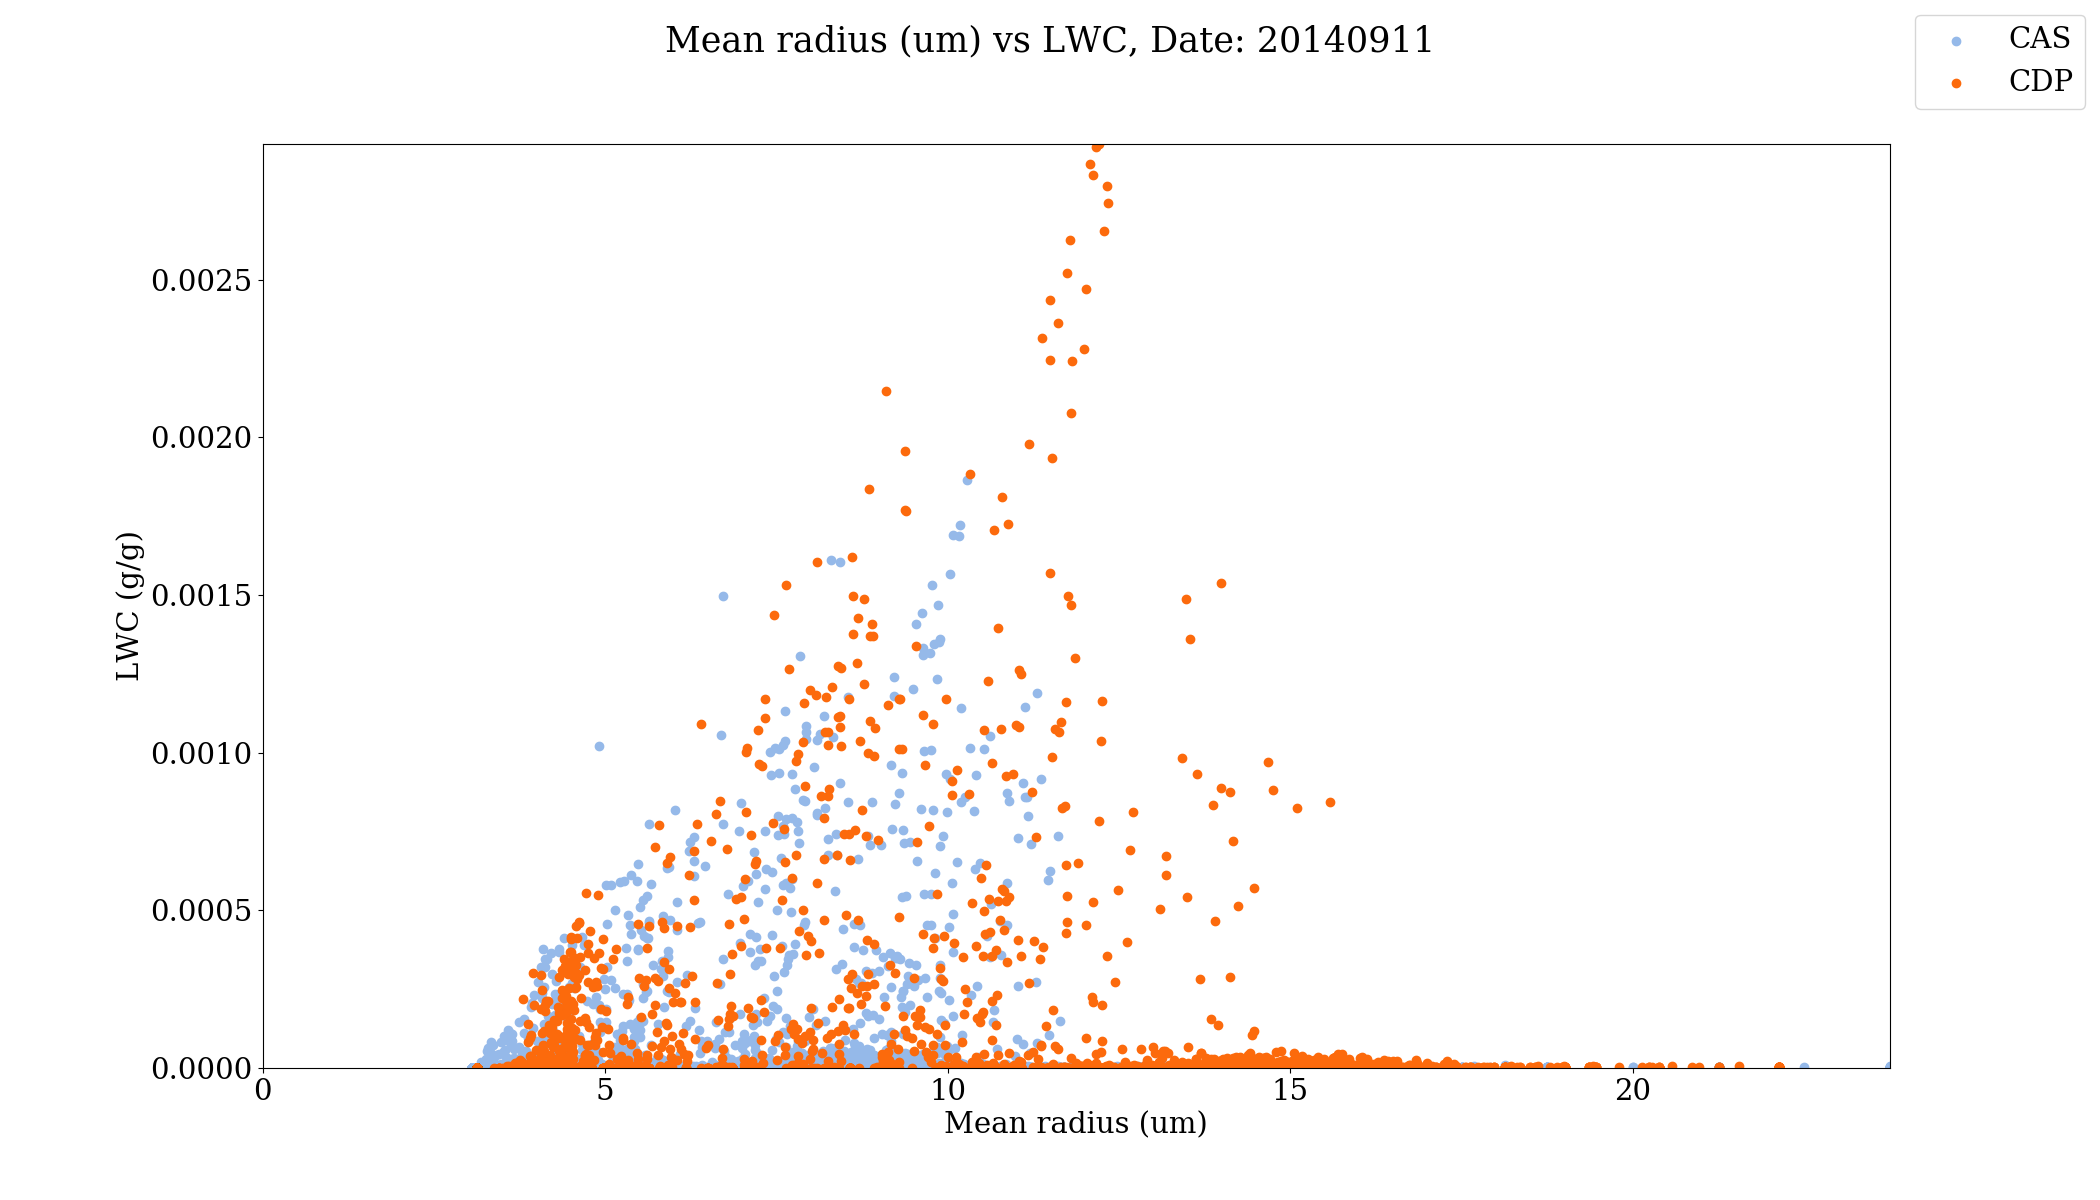 Mean radius (um) vs LWC, Date: 20140911
CAS
CDP
LWC (g/g)
0.0025
0.0020
0.0015
0.0010
0.0005
0.0000
0 5 10 15 20
Mean radius (um)